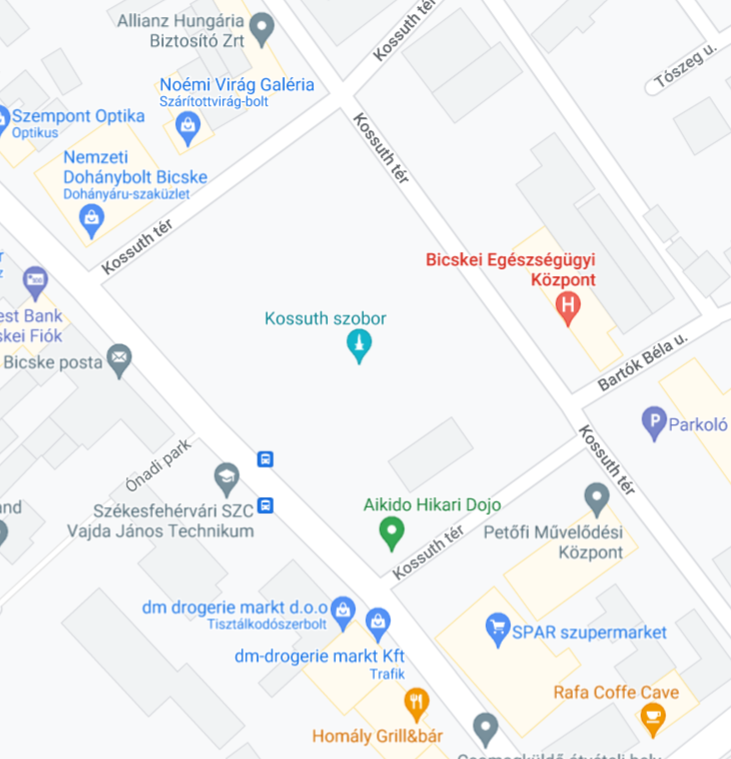 Allianz Hungária
Biztosító Zrt
Kossuth tér
Tószeg u.
Noémi Virág Galéria
Szárítottvirág-bolt
Szempont Optika
Optikus
Kossuth tér
Nemzeti
Dohánybolt Bicske
Dohányáru-szaküzlet
Kossuth tér
Bicskei Egészségügyi
Központ
H
est Bank
skei Fiók
Kossuth szobor
Bicske posta
Bartók Béla u.
P
Parkoló
Kossuth tér
Ónadi park
Székesfehérvári SZC
Vajda János Technikum
Aikido Hikari Dojo
Kossuth tér
Petőfi Művelődési
Központ
nd
dm drogerie markt d.o.o
Tisztálkodószerbolt
dm-drogerie markt Kft
Trafik
SPAR szupermarket
Rafa Coffe Cave
Homály Grill&bár